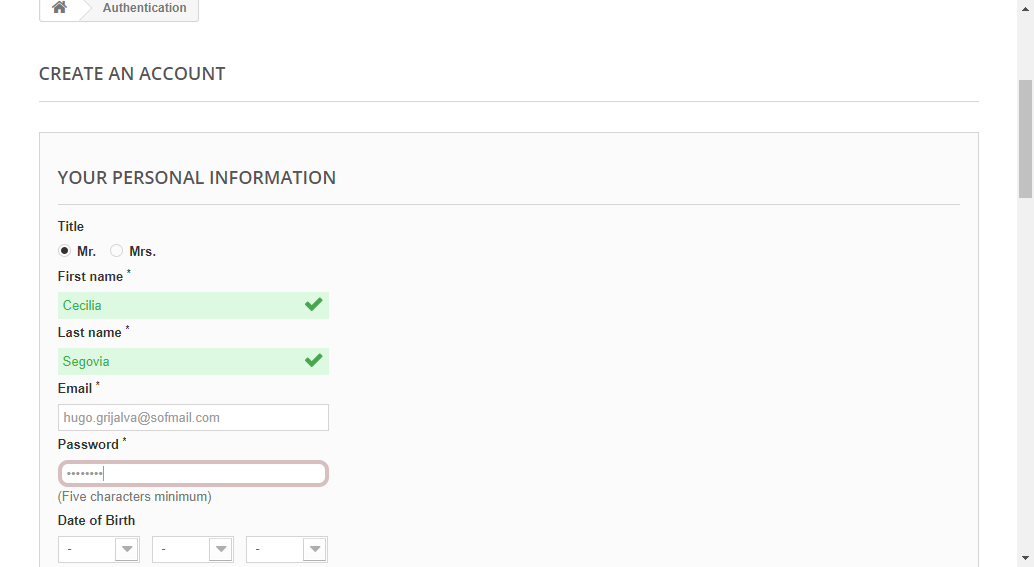 Authentication
CREATE AN ACCOUNT
YOUR PERSONAL INFORMATION
Title
Mr. Mrs.
First name *
Cecilia
Last name *
Segovia
Email *
hugo.grijalva@sofmail.com
Password *
••••••••
(Five characters minimum)
Date of Birth
- - -